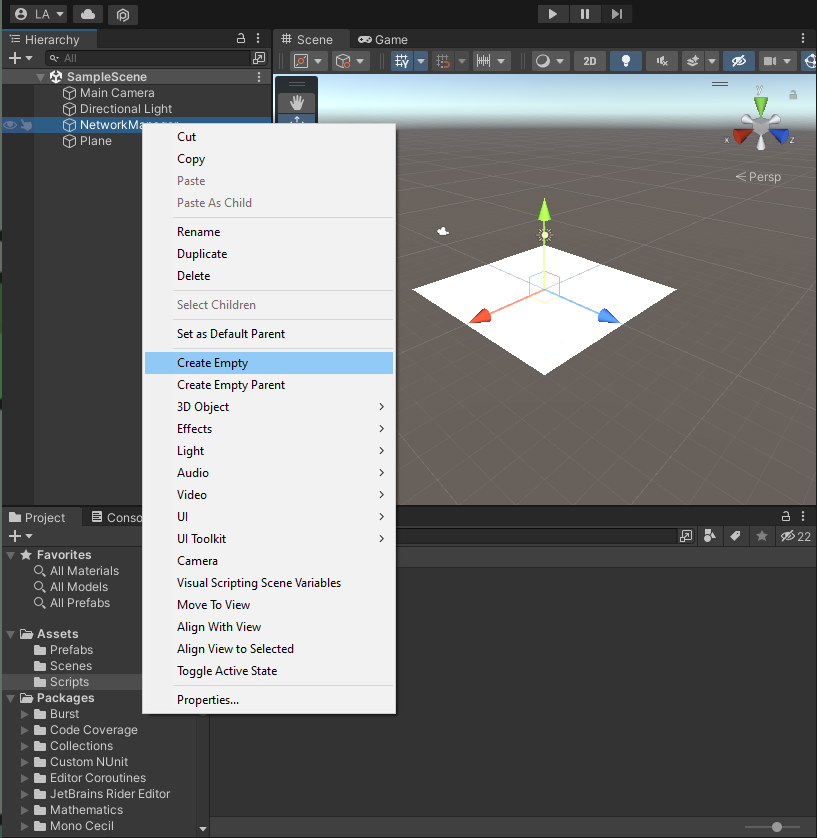 LA
Hierarchy
Scene
Game
All
2D
SampleScene
Main Camera
Directional Light
NetworkManager
Plane
y
x
z
Persp
Cut
Copy
Paste
Paste As Child
Rename
Duplicate
Delete
Select Children
Set as Default Parent
Create Empty
Create Empty Parent
3D Object
Effects
Light
Audio
Video
UI
UI Toolkit
Camera
Visual Scripting Scene Variables
Move To View
Align With View
Align View to Selected
Toggle Active State
Properties...
Project
Conso
22
Favorites
All Materials
All Models
All Prefabs
Assets
Prefabs
Scenes
Scripts
Packages
Burst
Code Coverage
Collections
Custom NUnit
Editor Coroutines
JetBrains Rider Editor
Mathematics
Mono Cecil